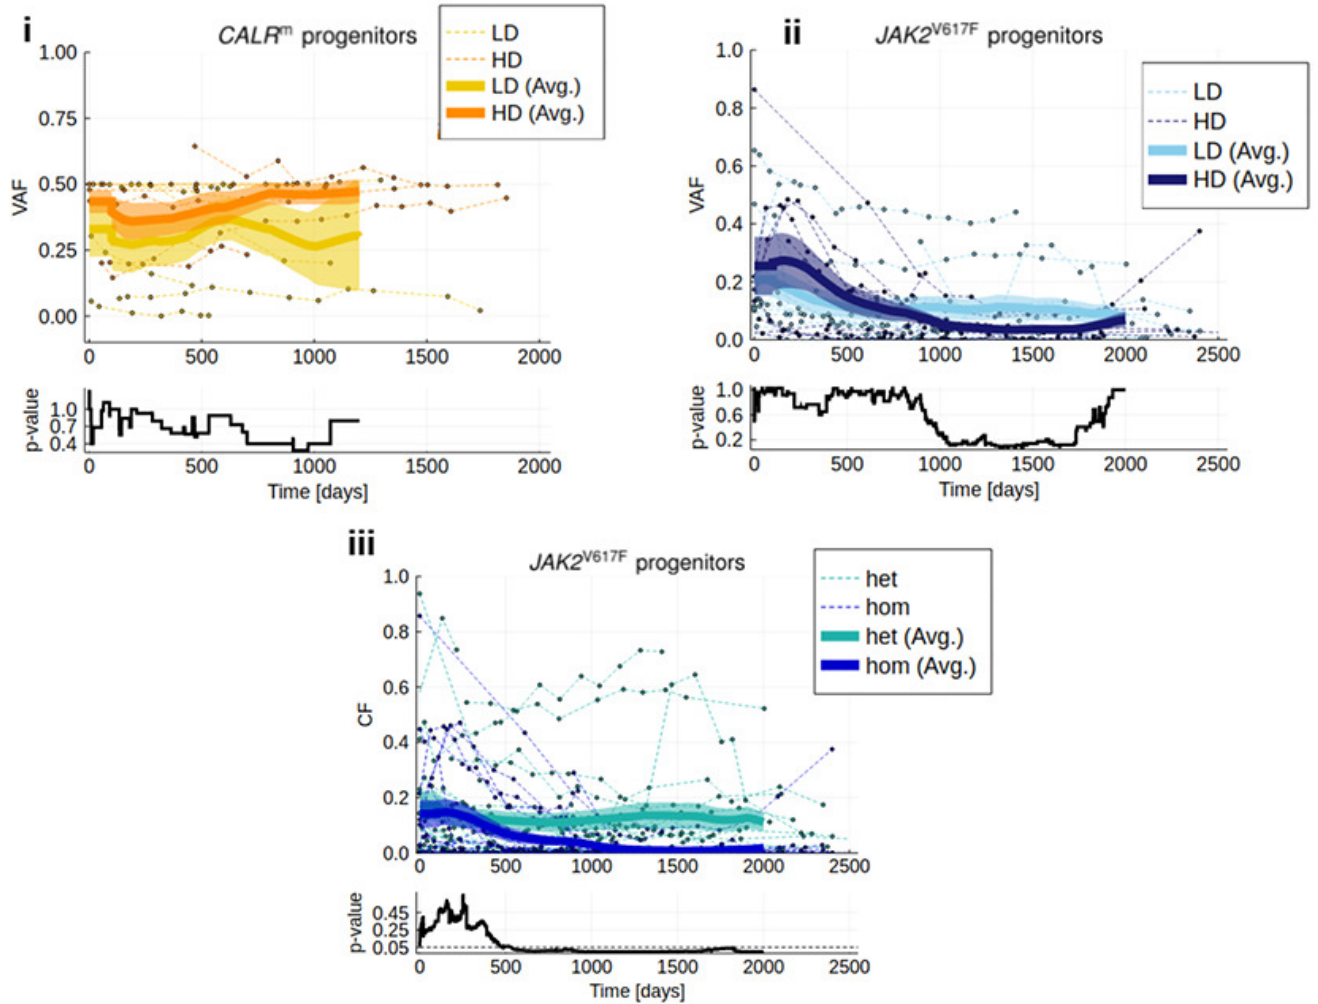 i
CALRᵐ progenitors
LD
HD
LD (Avg.)
HD (Avg.)
1.00
0.75
0.50
0.25
0.00
VAF
0 500 1000 1500 2000
1.0
0.7
0.4
p-value
0 500 1000 1500 2000
Time [days]
ii
JAK2ⱽ⁶¹⁷ᶠ progenitors
LD
HD
LD (Avg.)
HD (Avg.)
1.0
0.8
0.6
0.4
0.2
0.0
VAF
0 500 1000 1500 2000 2500
1.0
0.6
0.2
p-value
0 500 1000 1500 2000 2500
Time [days]
iii
JAK2ⱽ⁶¹⁷ᶠ progenitors
het
hom
het (Avg.)
hom (Avg.)
1.0
0.8
0.6
0.4
0.2
0.0
CF
0 500 1000 1500 2000 2500
0.45
0.25
0.05
p-value
0 500 1000 1500 2000 2500
Time [days]